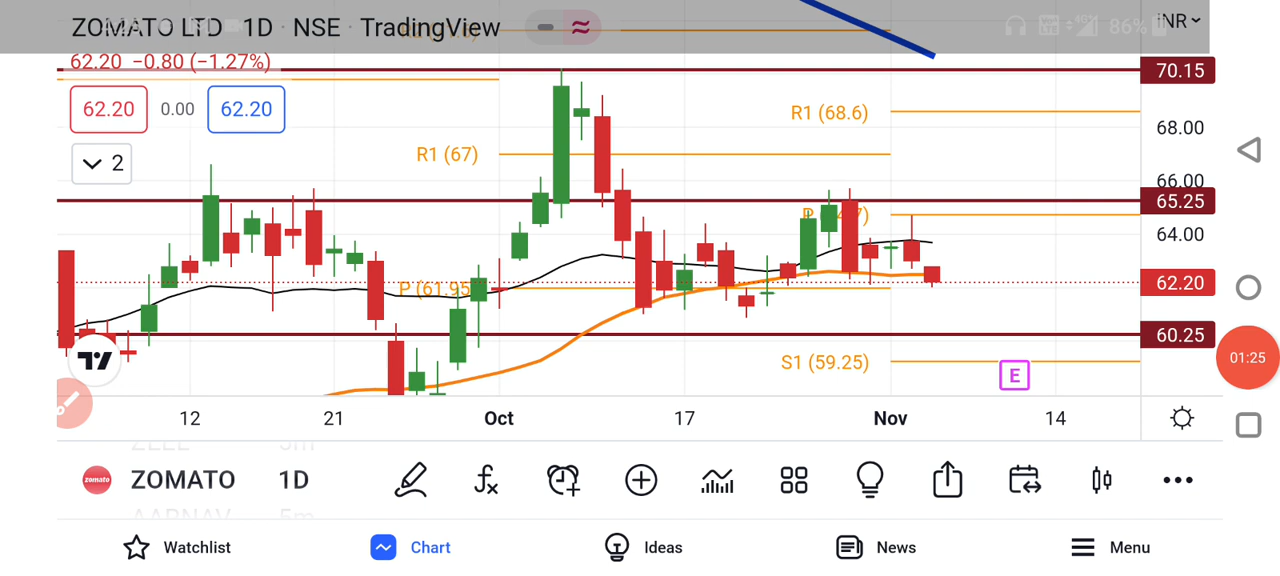 ZOMATO LTD 1D NSE TradingView
86%
INR
62.20 −0.80 (−1.27%)
70.15
62.20 0.00 62.20
R1 (68.6)
68.00
2
R1 (67)
66.00
65.25
64.00
P (61.95)
62.20
60.25
S1 (59.25)
01:25
E
12 21 Oct 17 Nov 14
ZOMATO 1D
zomato
Watchlist Chart Ideas News Menu